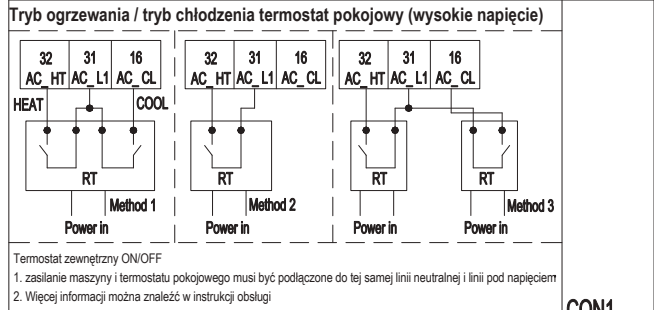 Tryb ogrzewania / tryb chłodzenia termostat pokojowy (wysokie napięcie)
32 31 16 32 31 16 32 31 16
AC_HT AC_L1 AC_CL AC_HT AC_L1 AC_CL AC_HT AC_L1 AC_CL
HEAT COOL
RT RT RT RT
Method 1 Method 2 Method 3
Power in Power in Power in Power in
Termostat zewnętrzny ON/OFF
1. zasilanie maszyny i termostatu pokojowego musi być podłączone do tej samej linii neutralnej i linii pod napięciem
2. Więcej informacji można znaleźć w instrukcji obsługi
CON1